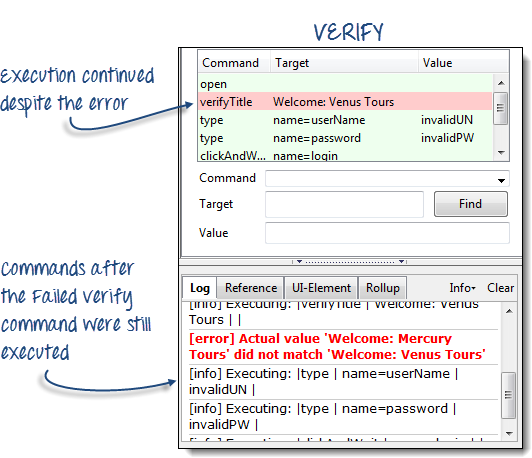 VERIFY
Execution continued
despite the error
Command Target Value
open
verifyTitle Welcome: Venus Tours
type name=userName invalidUN
type name=password invalidPW
clickAndW... name=login
Command
Target Find
Value
Commands after
the Failed verify
command were still
executed
Log Reference UI-Element Rollup Info Clear
[info] Executing: |verifyTitle | Welcome: Venus
Tours | |
[error] Actual value 'Welcome: Mercury
Tours' did not match 'Welcome: Venus Tours'
[info] Executing: |type | name=userName |
invalidUN |
[info] Executing: |type | name=password |
invalidPW |